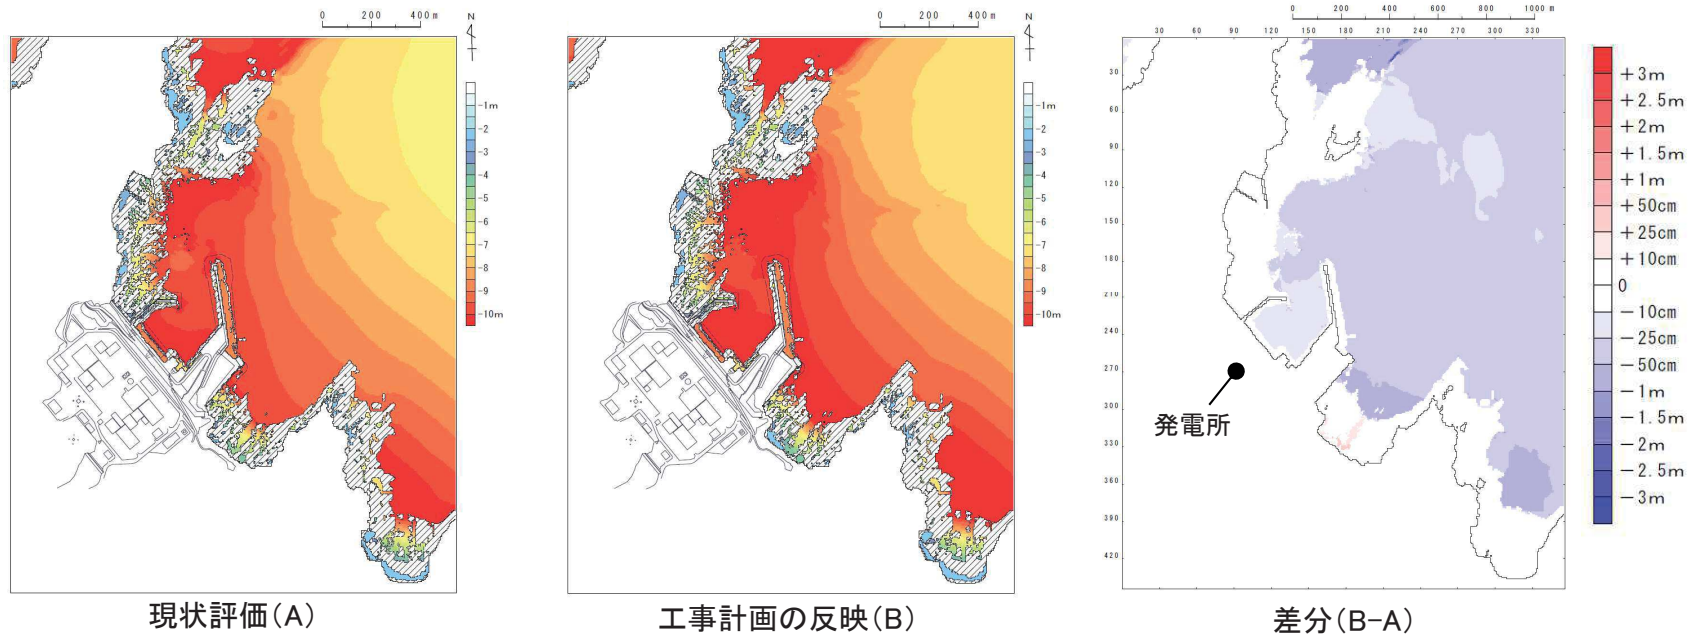 0 200 400m
N
-1m
-2
-3
-4
-5
-6
-7
-8
-9
-10m
現状評価(A)
0 200 400m
N
-1m
-2
-3
-4
-5
-6
-7
-8
-9
-10m
工事計画の反映(B)
0 200 400 600 800 1000 m
30 60 90 120 150 180 210 240 270 300 330
30
60
90
120
150
180
210
240
270
300
330
360
390
420
発電所
+3m
+2.5m
+2m
+1.5m
+1m
+50cm
+25cm
+10cm
0
-10cm
-25cm
-50cm
-1m
-1.5m
-2m
-2.5m
-3m
差分(B-A)